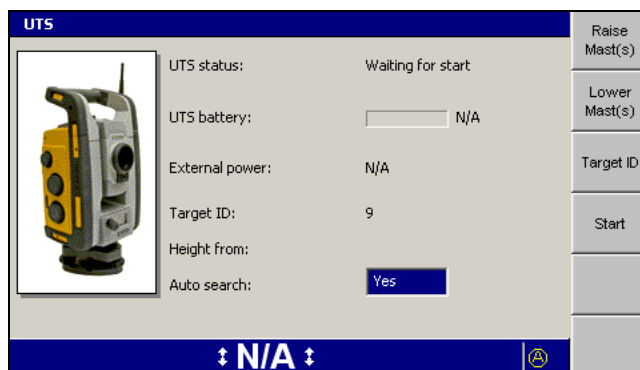 UTS
UTS status: Waiting for start
UTS battery: N/A
External power: N/A
Target ID: 9
Height from:
Auto search: Yes
N/A
A
Raise
Mast(s)
Lower
Mast(s)
Target ID
Start